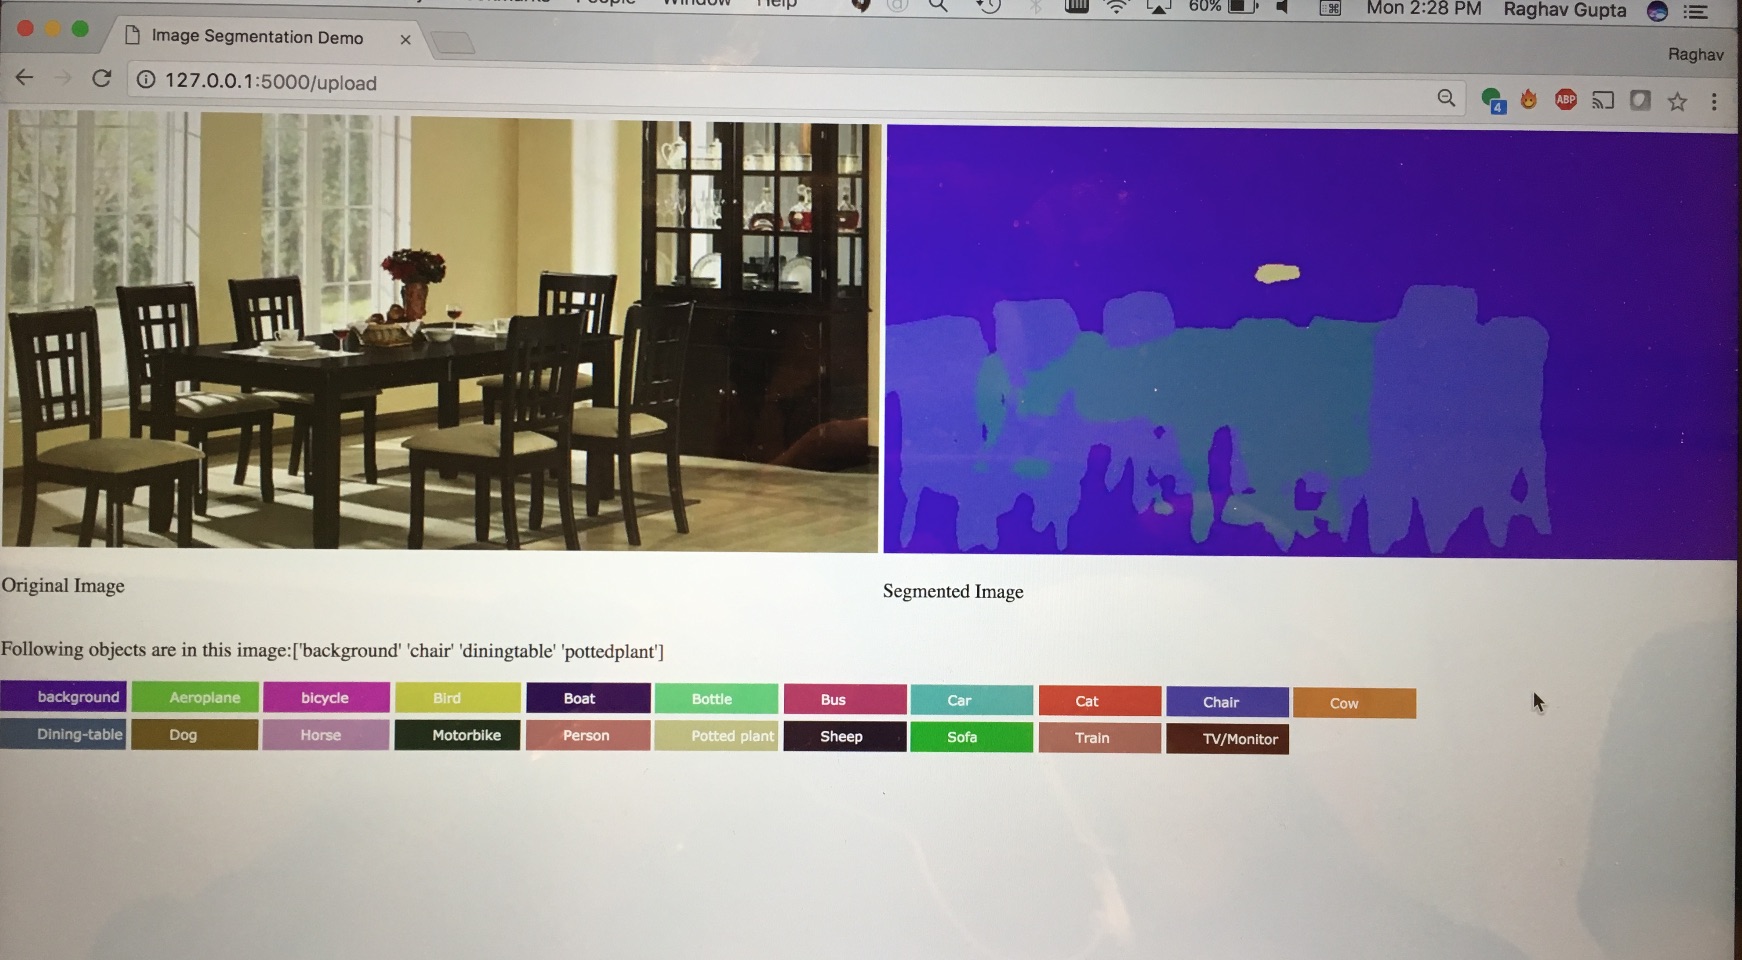 People Window Help 60% Mon 2:28 PM Raghav Gupta
Image Segmentation Demo
Raghav
127.0.0.1:5000/upload
4 ABP
Original Image
Segmented Image
Following objects are in this image:['background' 'chair' 'diningtable' 'pottedplant']
background Aeroplane bicycle Bird Boat Bottle Bus Car Cat Chair Cow
Dining-table Dog Horse Motorbike Person Potted plant Sheep Sofa Train TV/Monitor